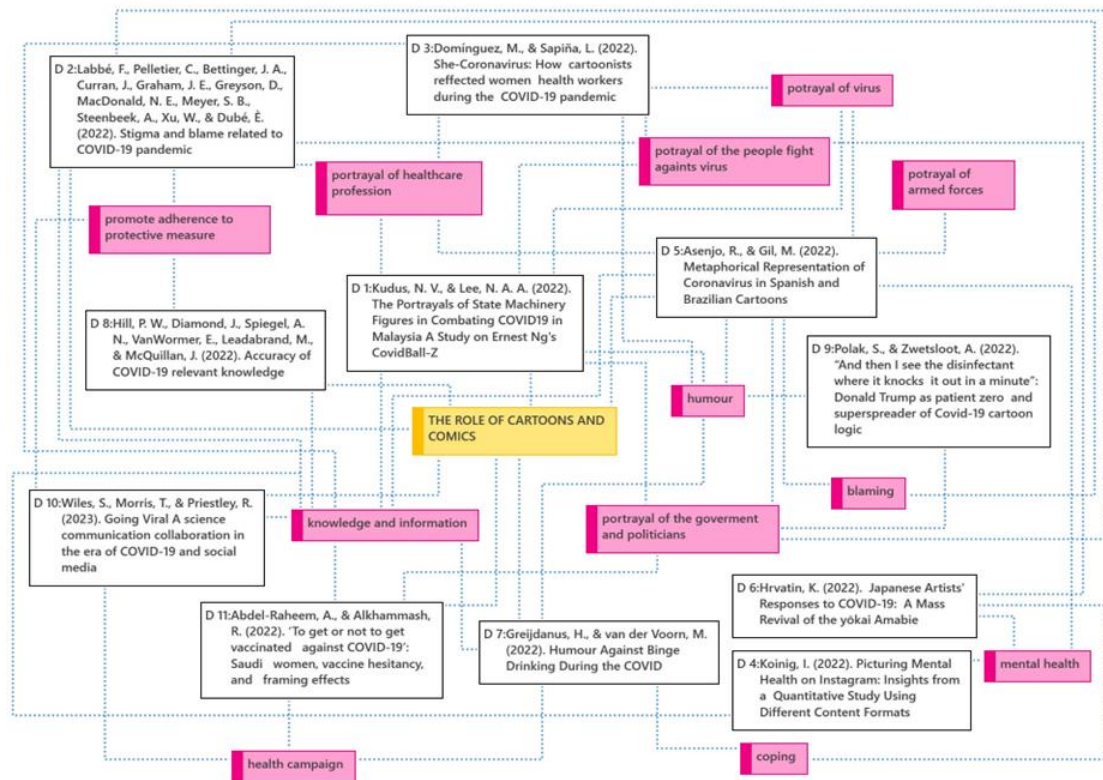 D 3:Domínguez, M., & Sapiña, L. (2022).
She-Coronavirus: How cartoonists
reffected women health workers
during the COVID-19 pandemic
D 2:Labbé, F., Pelletier, C., Bettinger, J. A.,
Curran, J., Graham, J. E., Greyson, D.,
MacDonald, N. E., Meyer, S. B.,
Steenbeek, A., Xu, W., & Dubé, È.
(2022). Stigma and blame related to
COVID-19 pandemic
potrayal of virus
potrayal of the people fight
againts virus
portrayal of healthcare
profession
potrayal of
armed forces
promote adherence to
protective measure
D 5:Asenjo, R., & Gil, M. (2022).
Metaphorical Representation of
Coronavirus in Spanish and
Brazilian Cartoons
D 1:Kudus, N. V., & Lee, N. A. A. (2022).
The Portrayals of State Machinery
Figures in Combating COVID19 in
Malaysia A Study on Ernest Ng's
CovidBall-Z
D 8:Hill, P. W., Diamond, J., Spiegel, A.
N., VanWormer, E., Leadabrand, M.,
& McQuillan, J. (2022). Accuracy of
COVID-19 relevant knowledge
D 9:Polak, S., & Zwetsloot, A. (2022).
"And then I see the disinfectant
where it knocks it out in a minute":
Donald Trump as patient zero and
superspreader of Covid-19 cartoon
logic
humour
THE ROLE OF CARTOONS AND
COMICS
blaming
D 10:Wiles, S., Morris, T., & Priestley, R.
(2023). Going Viral A science
communication collaboration in
the era of COVID-19 and social
media
knowledge and information
portrayal of the goverment
and politicians
D 11:Abdel-Raheem, A., & Alkhammash,
R. (2022). 'To get or not to get
vaccinated against COVID-19':
Saudi women, vaccine hesitancy,
and framing effects
D 7:Greijdanus, H., & van der Voorn, M.
(2022). Humour Against Binge
Drinking During the COVID
D 6:Hrvatin, K. (2022). Japanese Artists'
Responses to COVID-19: A Mass
Revival of the yōkai Amabie
D 4:Koinig, I. (2022). Picturing Mental
Health on Instagram: Insights from
a Quantitative Study Using
Different Content Formats
mental health
health campaign
coping